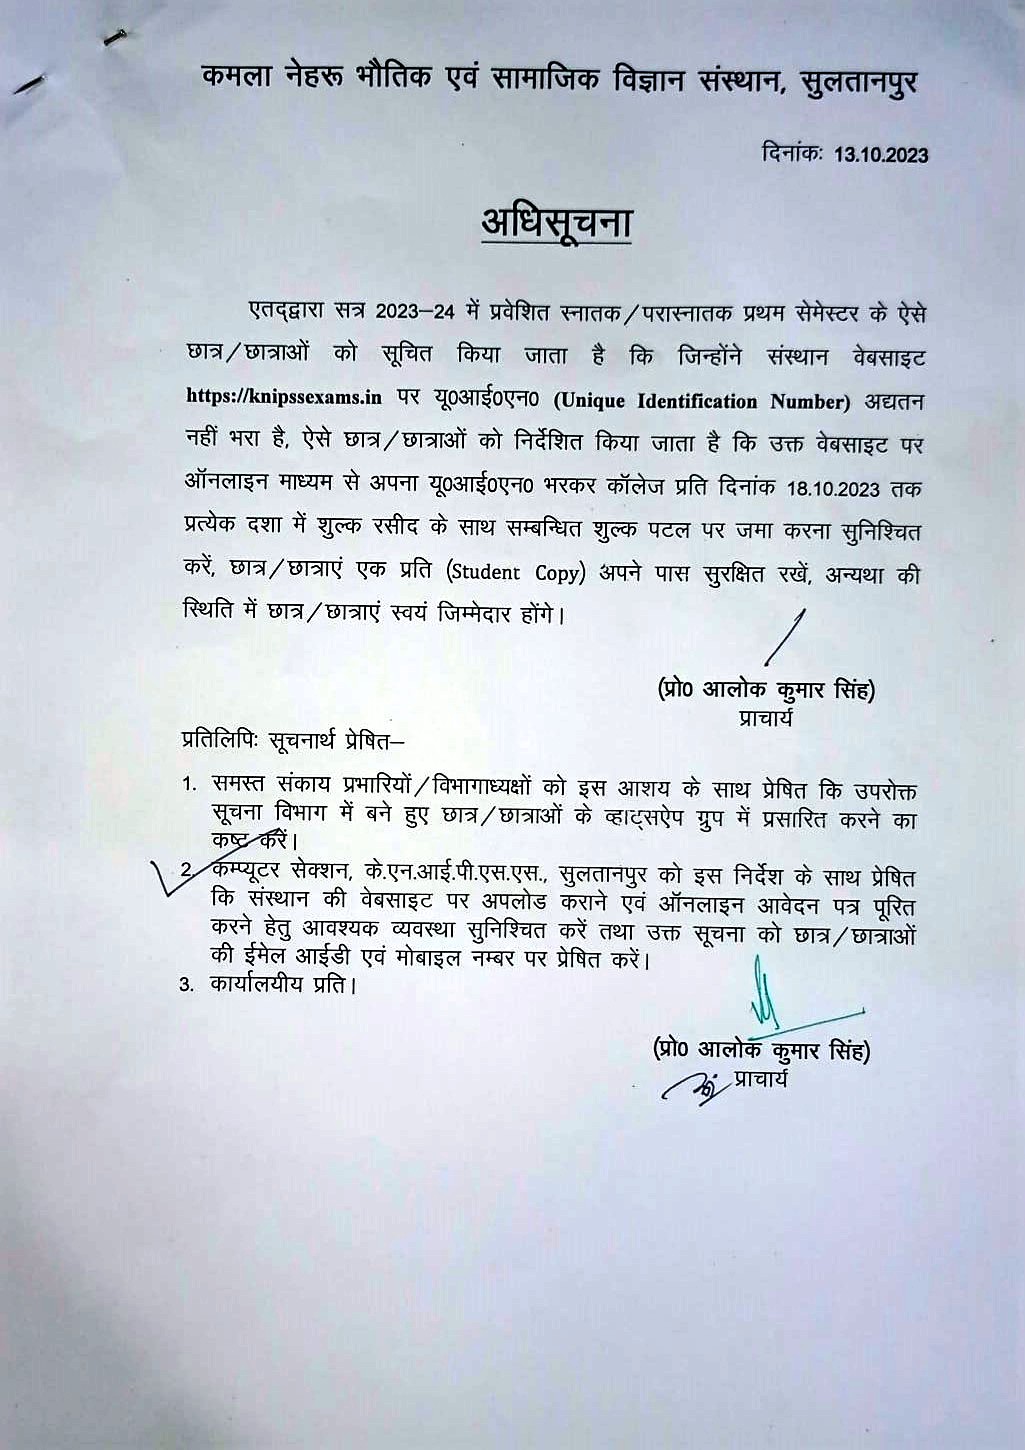 कमला नेहरू भौतिक एवं सामाजिक विज्ञान संस्थान, सुलतानपुर
दिनांकः 13.10.2023
अधिसूचना
एतद्द्वारा सत्र 2023–24 में प्रवेशित स्नातक/परास्नातक प्रथम सेमेस्टर के ऐसे
छात्र/छात्राओं को सूचित किया जाता है कि जिन्होंने संस्थान वेबसाइट
https://knipssexams.in पर यू0आई0एन0 (Unique Identification Number) अद्यतन
नहीं भरा है, ऐसे छात्र/छात्राओं को निर्देशित किया जाता है कि उक्त वेबसाइट पर
ऑनलाइन माध्यम से अपना यू0आई0एन0 भरकर कॉलेज प्रति दिनांक 18.10.2023 तक
प्रत्येक दशा में शुल्क रसीद के साथ सम्बन्धित शुल्क पटल पर जमा करना सुनिश्चित
करें, छात्र/छात्राएं एक प्रति (Student Copy) अपने पास सुरक्षित रखें, अन्यथा की
स्थिति में छात्र/छात्राएं स्वयं जिम्मेदार होंगे।
(प्रो0 आलोक कुमार सिंह)
प्राचार्य
प्रतिलिपिः सूचनार्थ प्रेषित–
1. समस्त संकाय प्रभारियों/विभागाध्यक्षों को इस आशय के साथ प्रेषित कि उपरोक्त
सूचना विभाग में बने हुए छात्र/छात्राओं के व्हाट्सऐप ग्रुप में प्रसारित करने का
कष्ट करें।
2. कम्प्यूटर सेक्शन, के.एन.आई.पी.एस.एस., सुलतानपुर को इस निर्देश के साथ प्रेषित
कि संस्थान की वेबसाइट पर अपलोड कराने एवं ऑनलाइन आवेदन पत्र पूरित
करने हेतु आवश्यक व्यवस्था सुनिश्चित करें तथा उक्त सूचना को छात्र/छात्राओं
की ईमेल आईडी एवं मोबाइल नम्बर पर प्रेषित करें।
3. कार्यालयीय प्रति।
(प्रो0 आलोक कुमार सिंह)
प्राचार्य